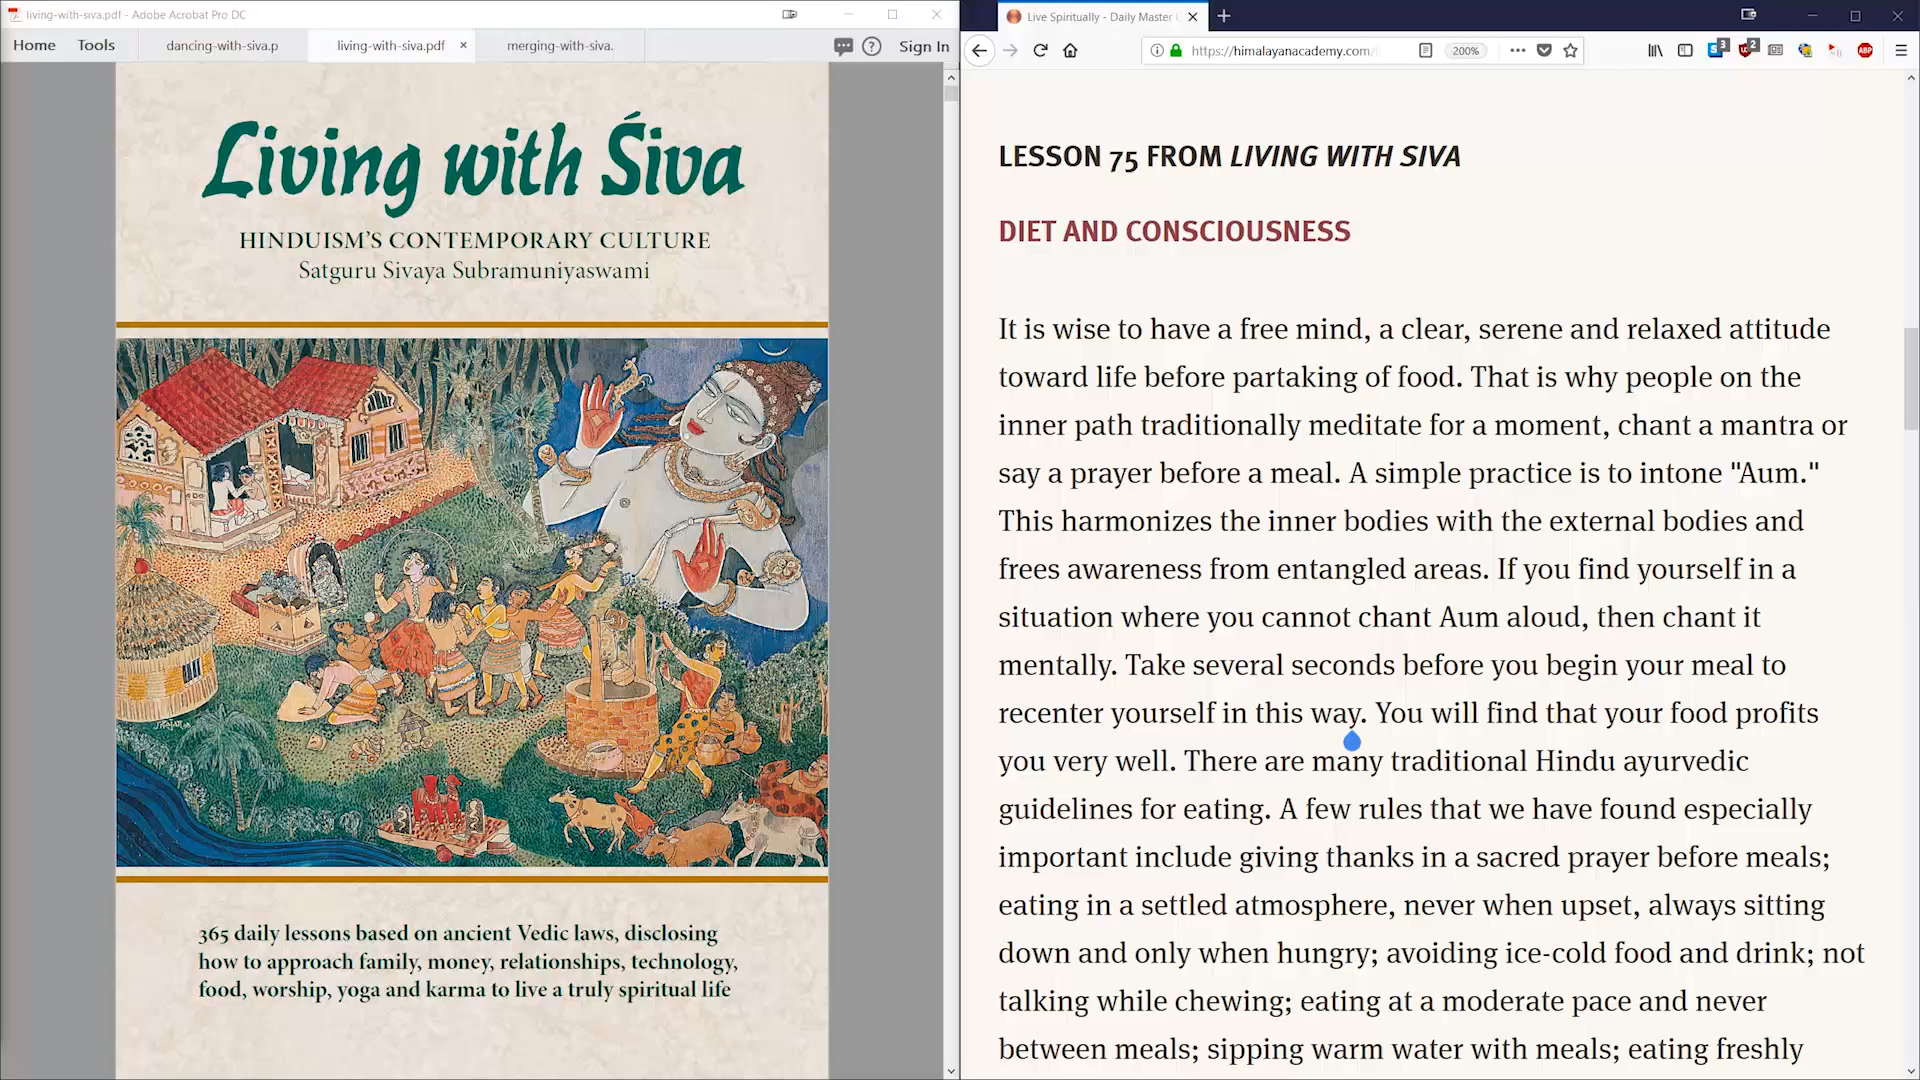 living-with-siva.pdf - Adobe Acrobat Pro DC
Home Tools dancing-with-siva.p living-with-siva.pdf × merging-with-siva. ? Sign In
Living with Śiva
HINDUISM'S CONTEMPORARY CULTURE
Satguru Sivaya Subramuniyaswami
365 daily lessons based on ancient Vedic laws, disclosing
how to approach family, money, relationships, technology,
food, worship, yoga and karma to live a truly spiritual life
Live Spiritually - Daily Master
https://himalayanacademy.com/ 200% 3 2 ABP
LESSON 75 FROM LIVING WITH SIVA
DIET AND CONSCIOUSNESS
It is wise to have a free mind, a clear, serene and relaxed attitude
toward life before partaking of food. That is why people on the
inner path traditionally meditate for a moment, chant a mantra or
say a prayer before a meal. A simple practice is to intone "Aum."
This harmonizes the inner bodies with the external bodies and
frees awareness from entangled areas. If you find yourself in a
situation where you cannot chant Aum aloud, then chant it
mentally. Take several seconds before you begin your meal to
recenter yourself in this way. You will find that your food profits
you very well. There are many traditional Hindu ayurvedic
guidelines for eating. A few rules that we have found especially
important include giving thanks in a sacred prayer before meals;
eating in a settled atmosphere, never when upset, always sitting
down and only when hungry; avoiding ice-cold food and drink; not
talking while chewing; eating at a moderate pace and never
between meals; sipping warm water with meals; eating freshly